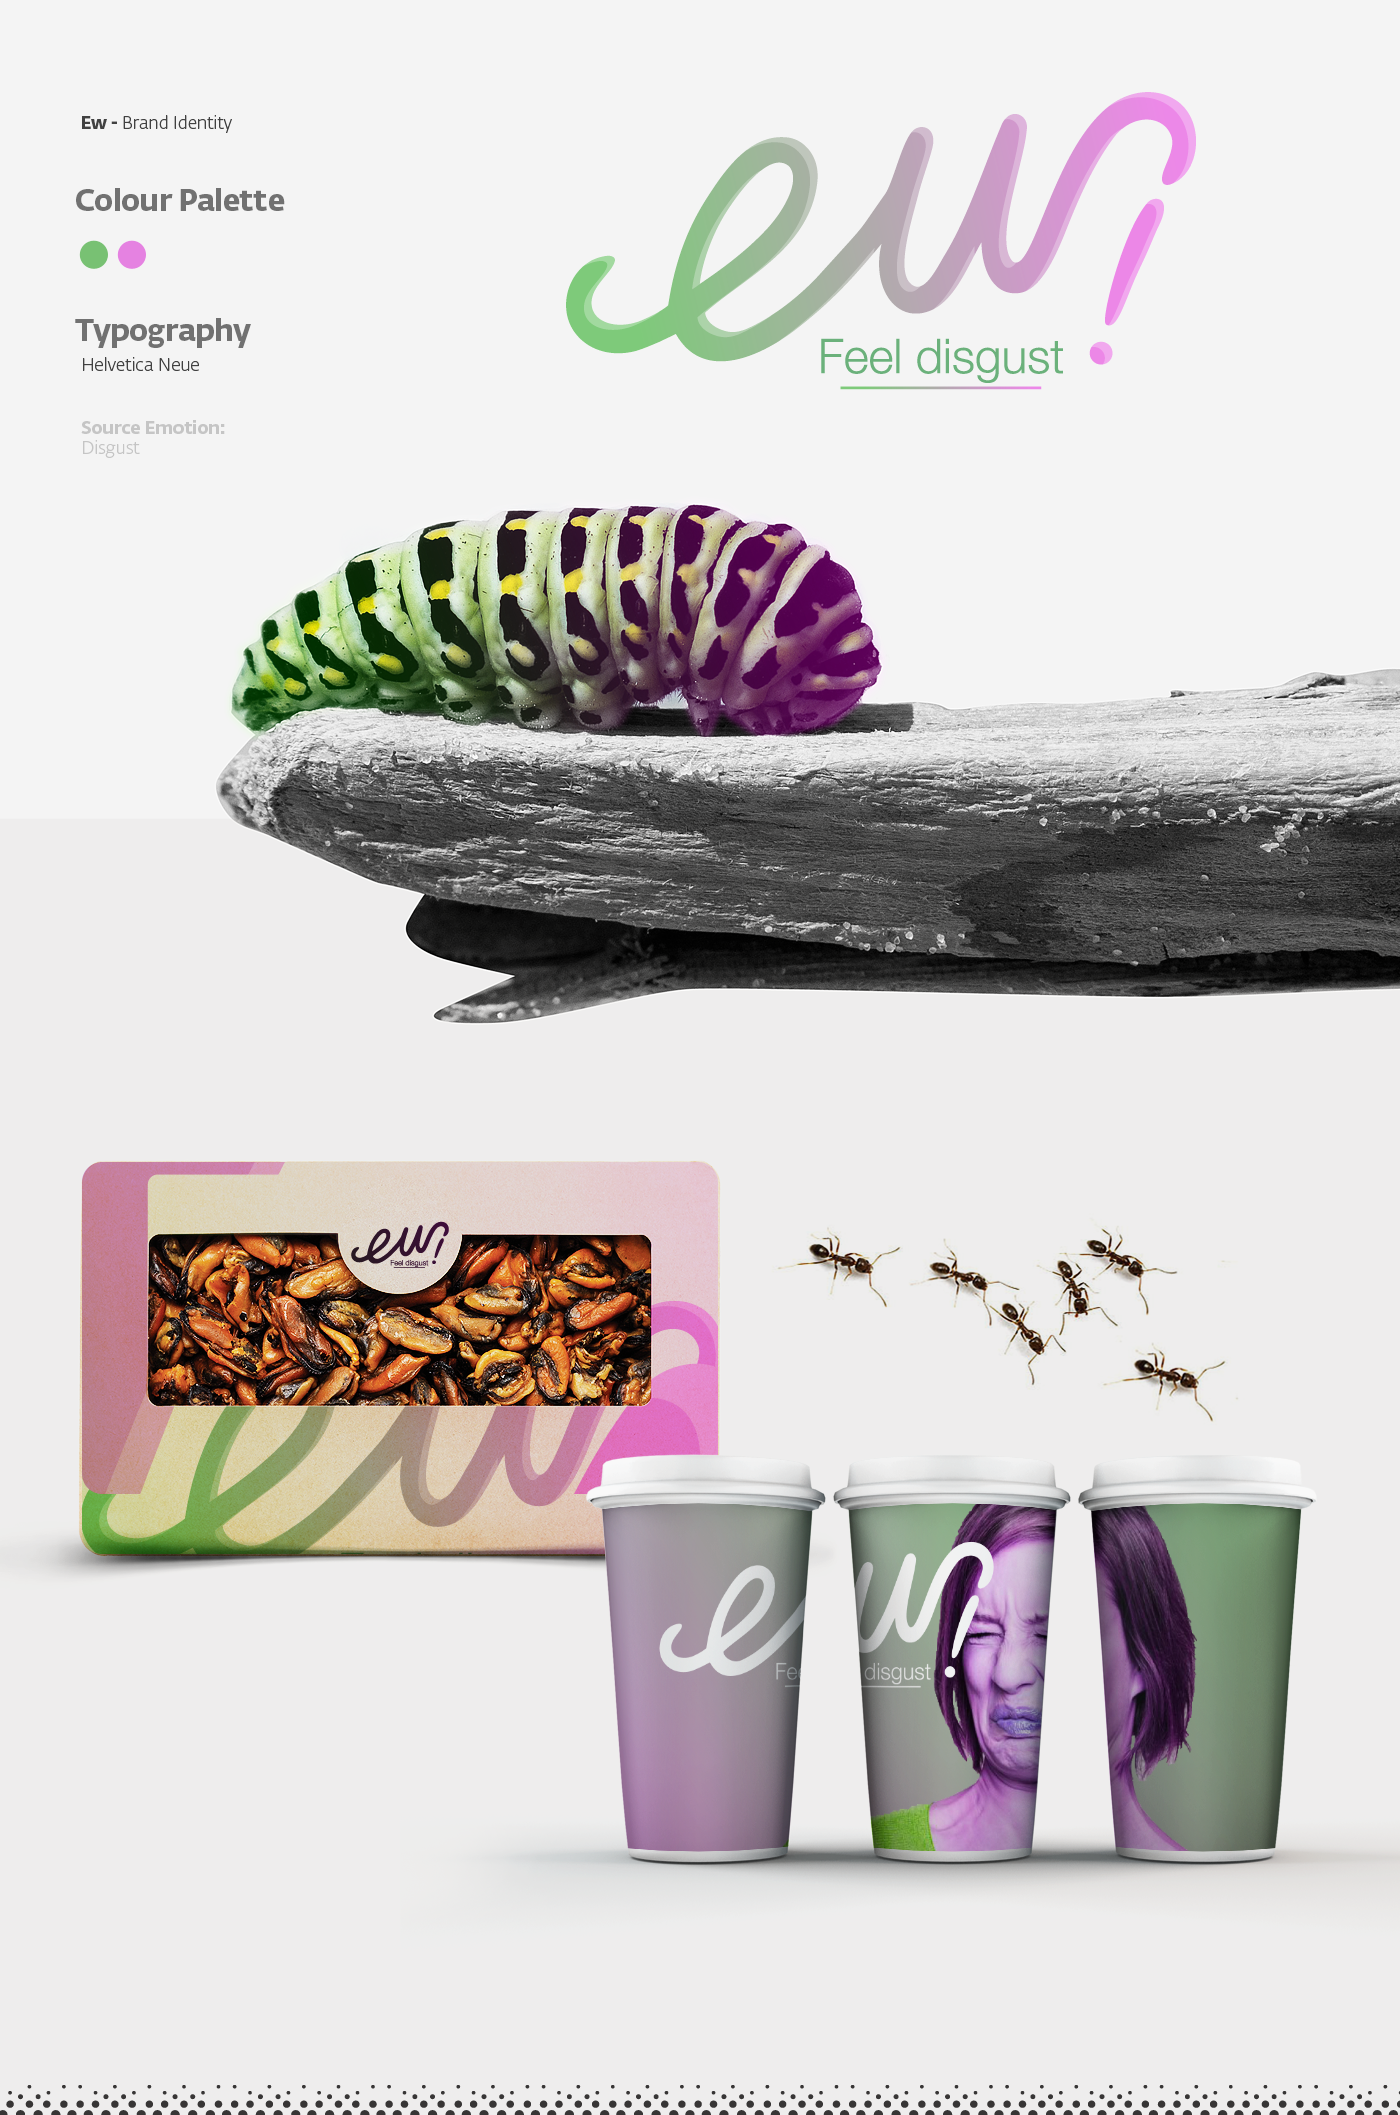 Ew - Brand Identity
Colour Palette
Typography
Helvetica Neue
Source Emotion:
Disgust
ew!
Feel disgust
ew!
Feel disgust
ew
e
Fee
w!
disgust